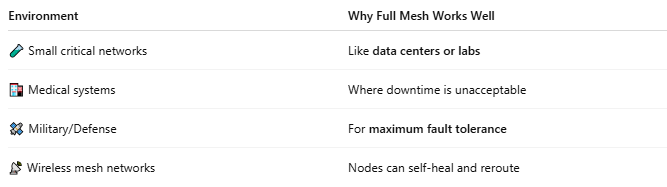 Environment Why Full Mesh Works Well
🧪 Small critical networks Like data centers or labs
🏥 Medical systems Where downtime is unacceptable
🛠 Military/Defense For maximum fault tolerance
📡 Wireless mesh networks Nodes can self-heal and reroute